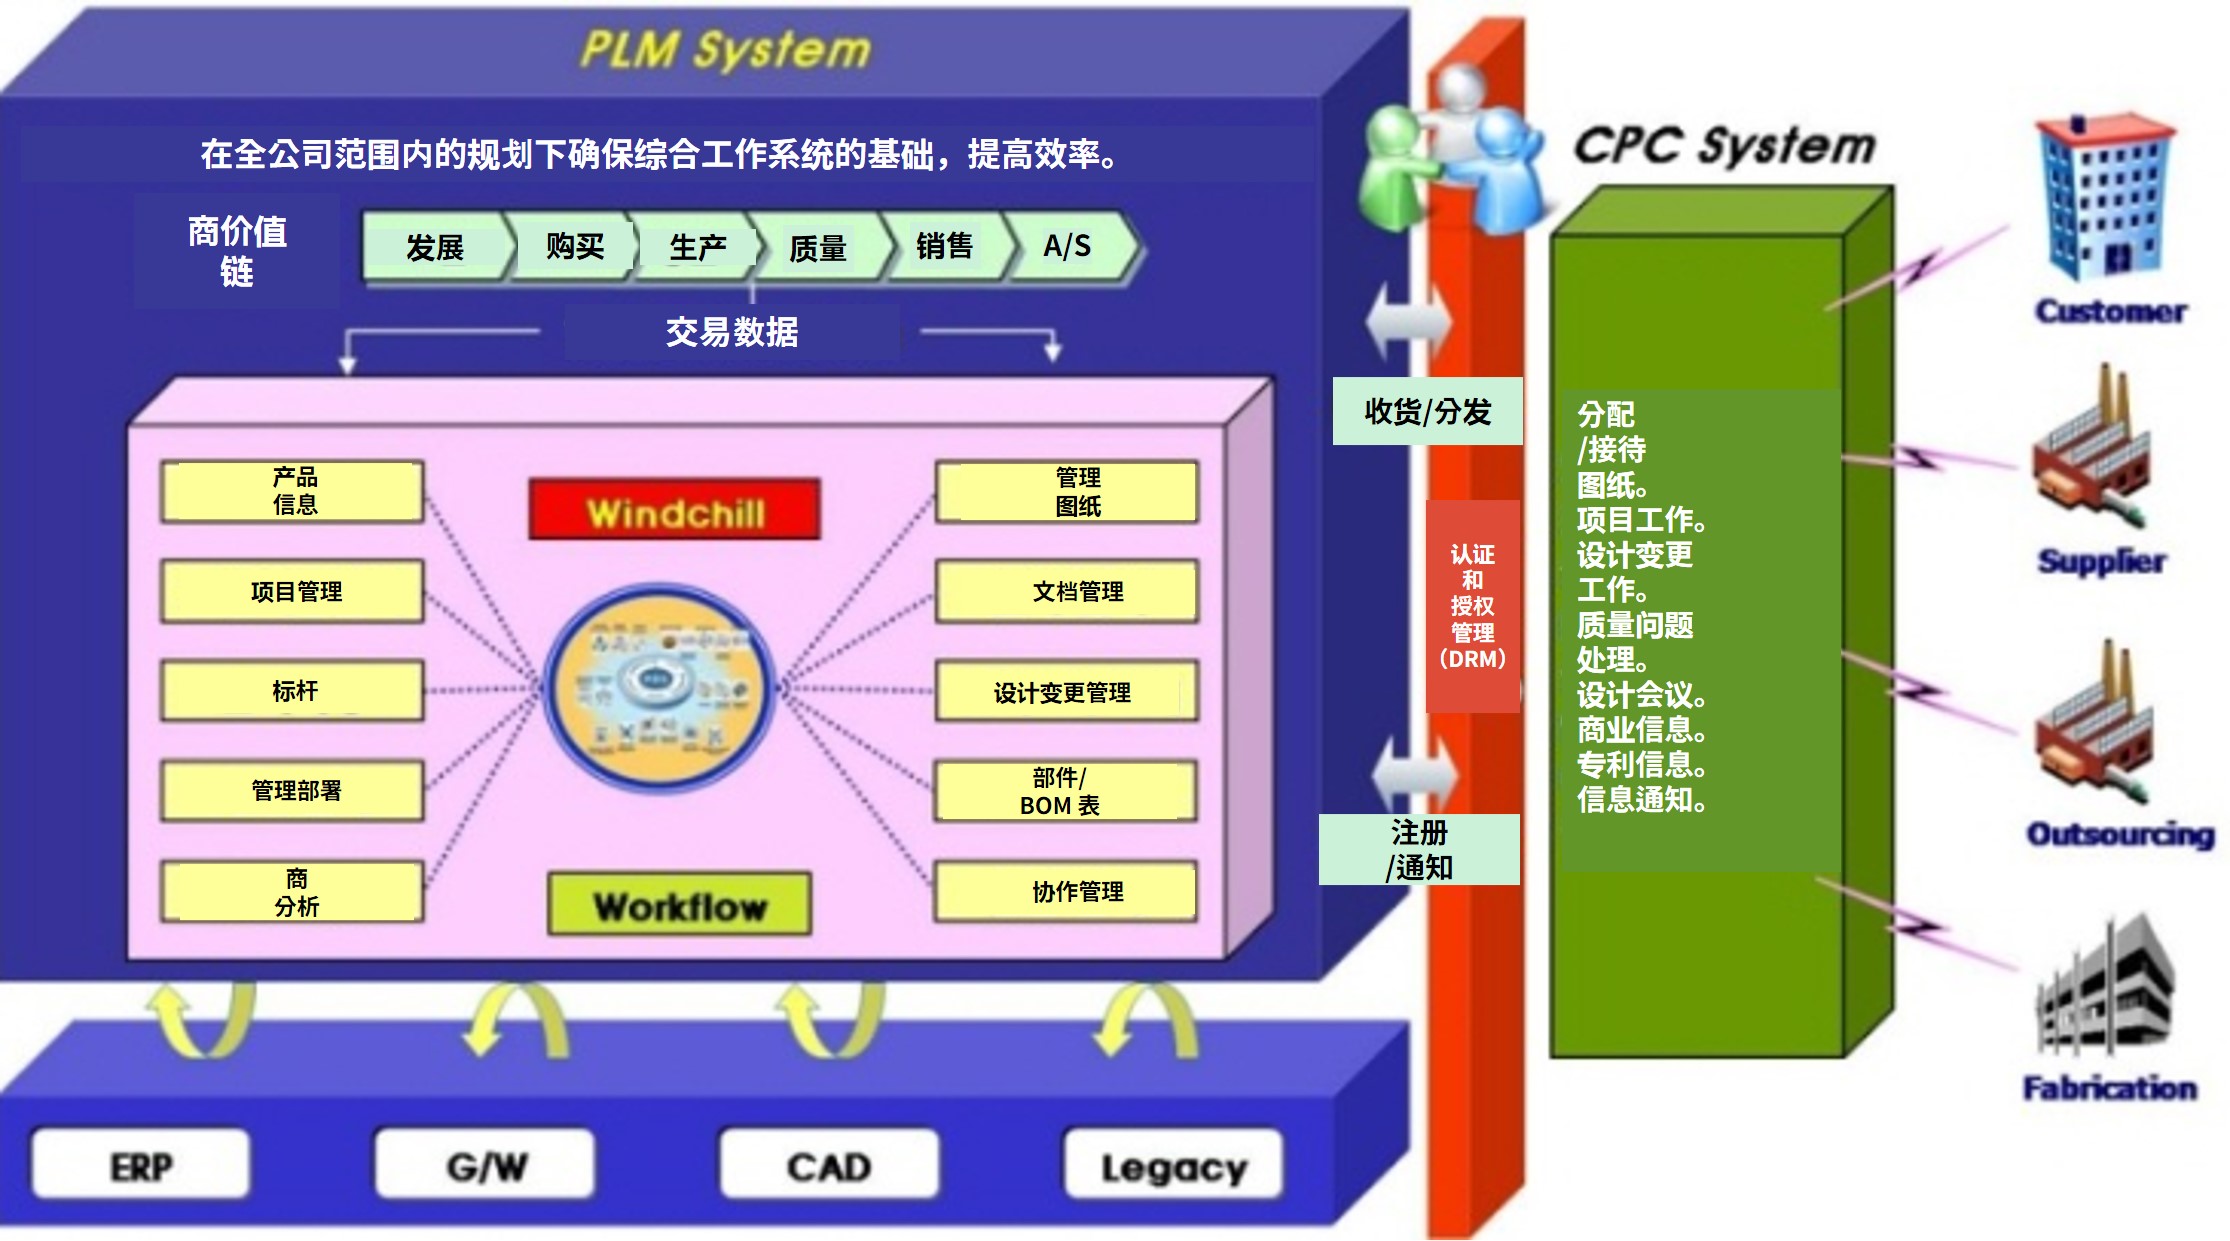 PLM System
在全公司范围内的规划下确保综合工作系统的基础，提高效率。
商价值
链
发展
购买
生产
质量
销售
A/S
交易数据
产品
信息
项目管理
标杆
管理部署
商
分析
Windchill
Workflow
管理
图纸
文档管理
设计变更管理
部件/
BOM 表
协作管理
ERP
G/W
CAD
Legacy
收货/分发
认证
和
授权
管理
（DRM）
注册
/通知
CPC System
分配
/接待
图纸。
项目工作。
设计变更
工作。
质量问题
处理。
设计会议。
商业信息。
专利信息。
信息通知。
Customer
Supplier
Outsourcing
Fabrication